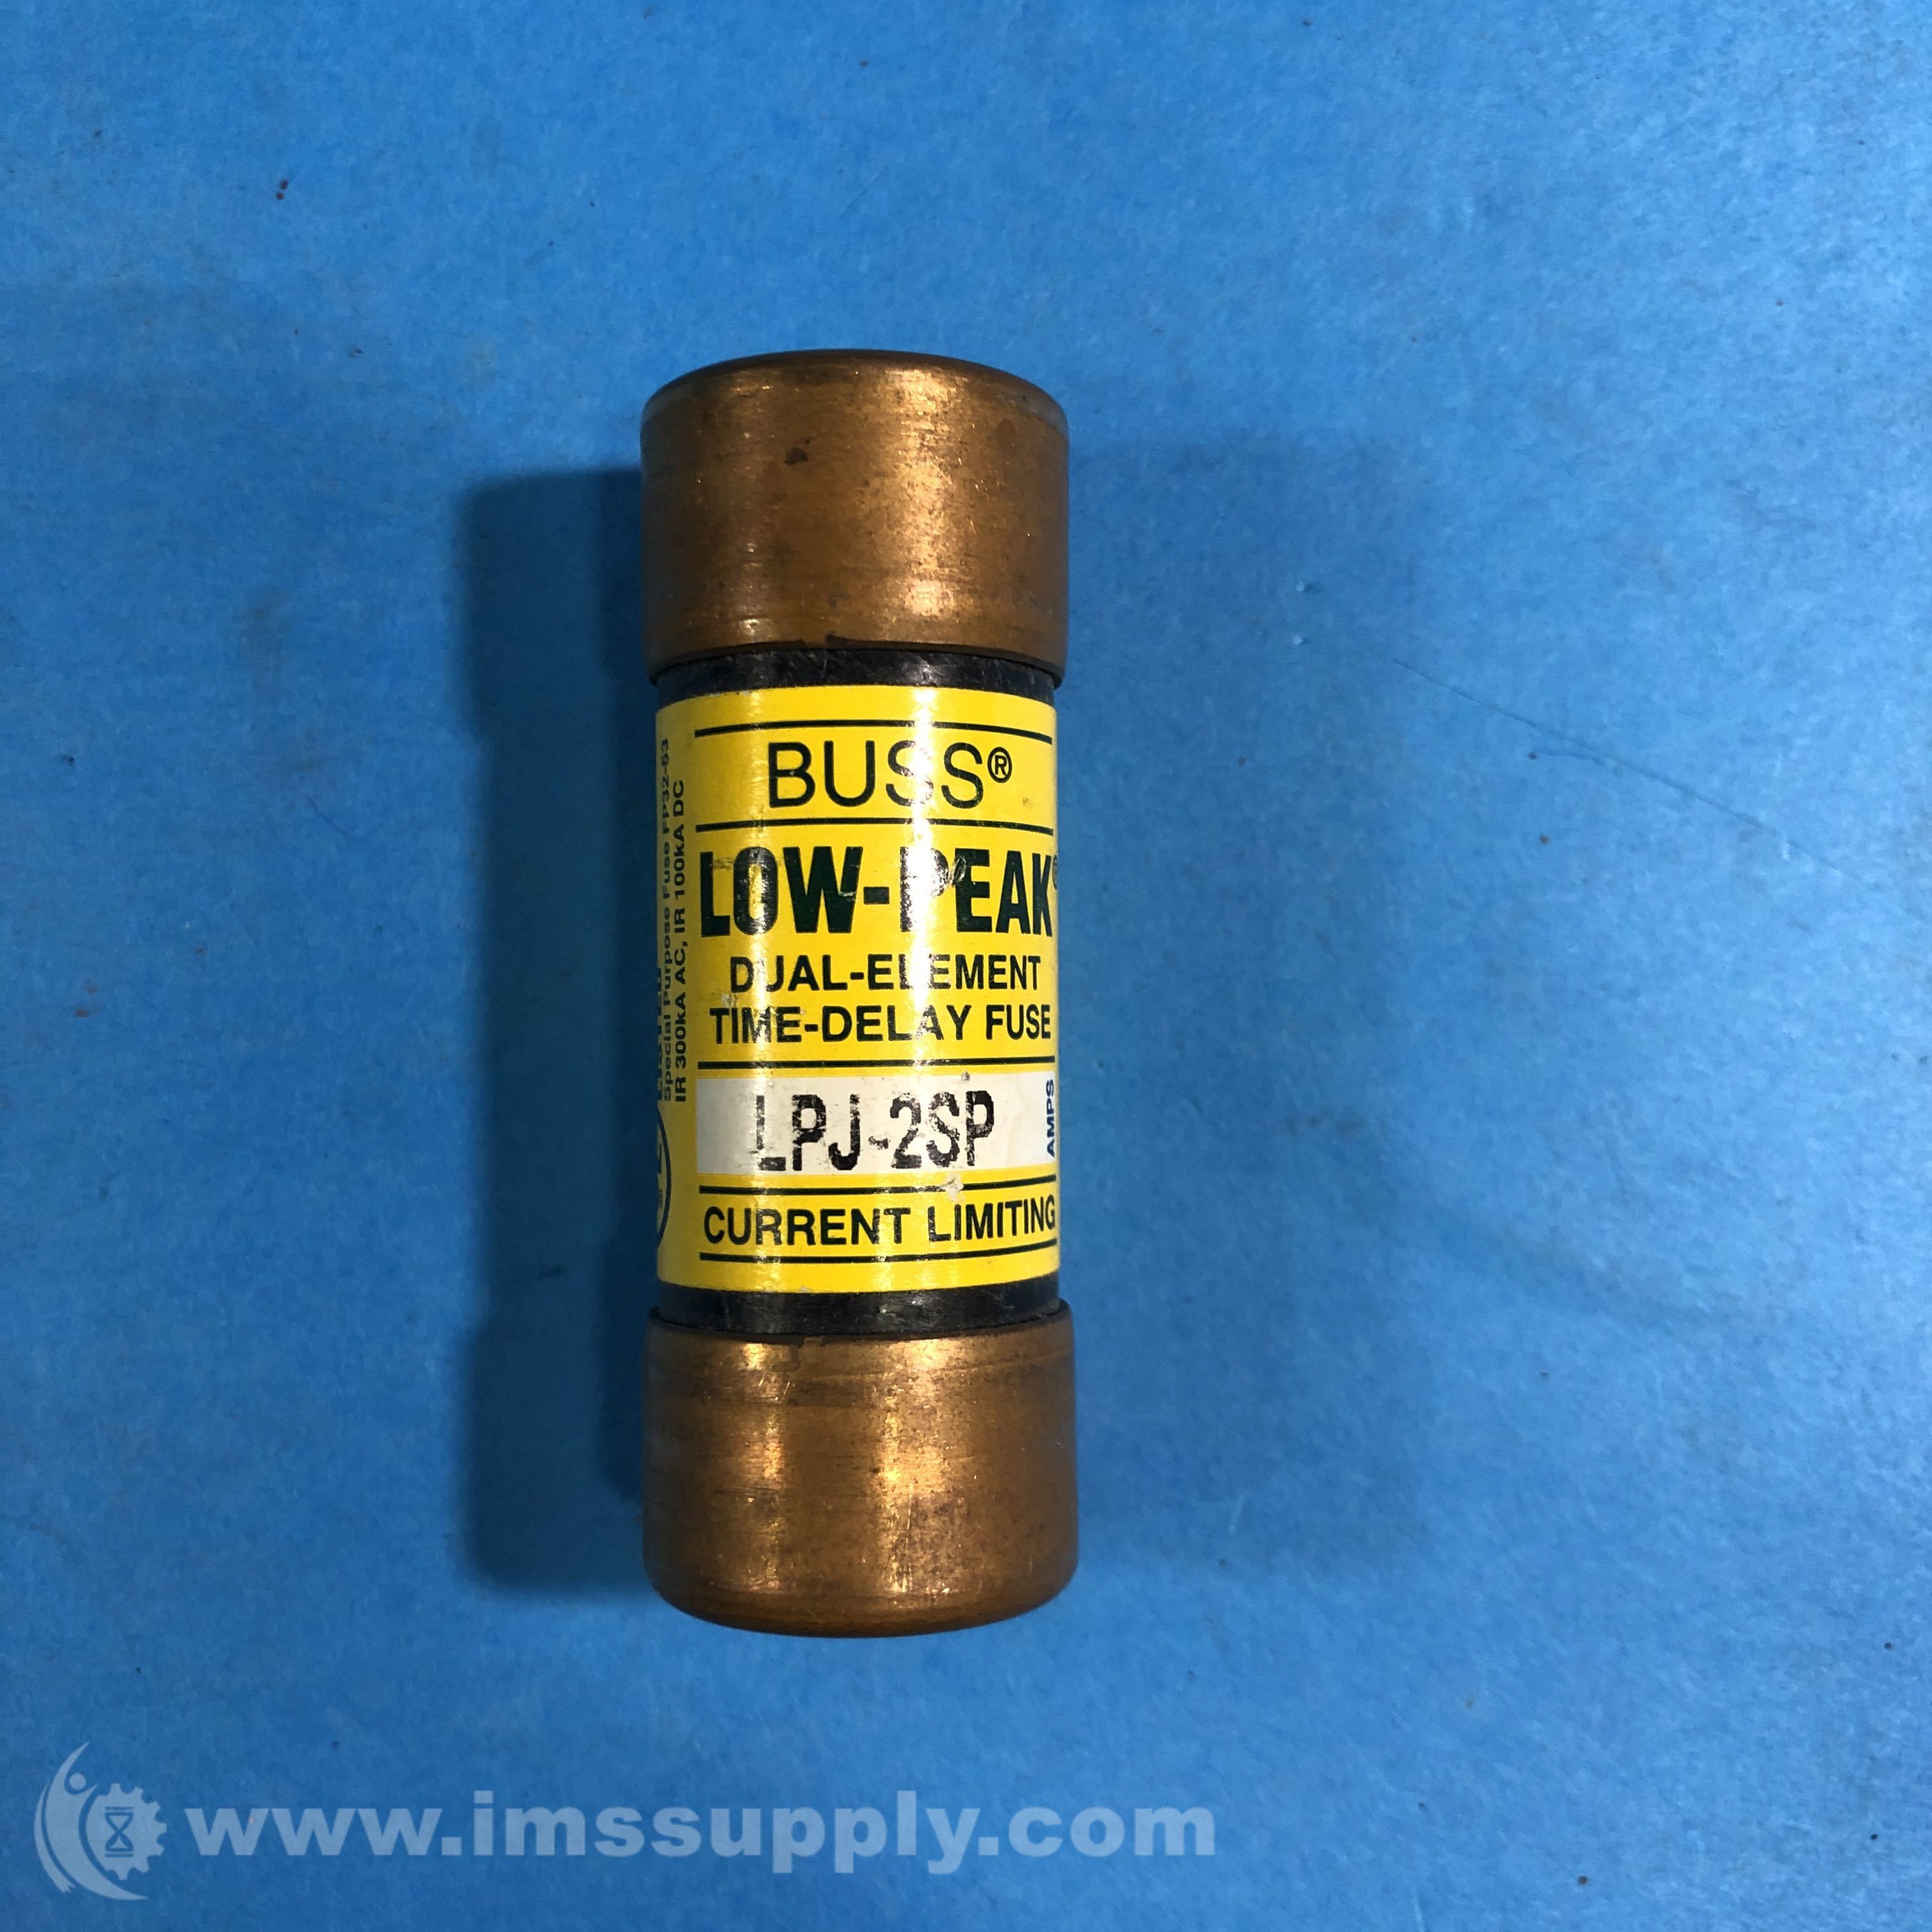 BUSS®
LOW-PEAK®
DUAL-ELEMENT
TIME-DELAY FUSE
LPJ-2SP
AMPS
CURRENT LIMITING
Special Purpose Fuse FP32-63
IR 300kA AC, IR 100kA DC
www.imssupply.com